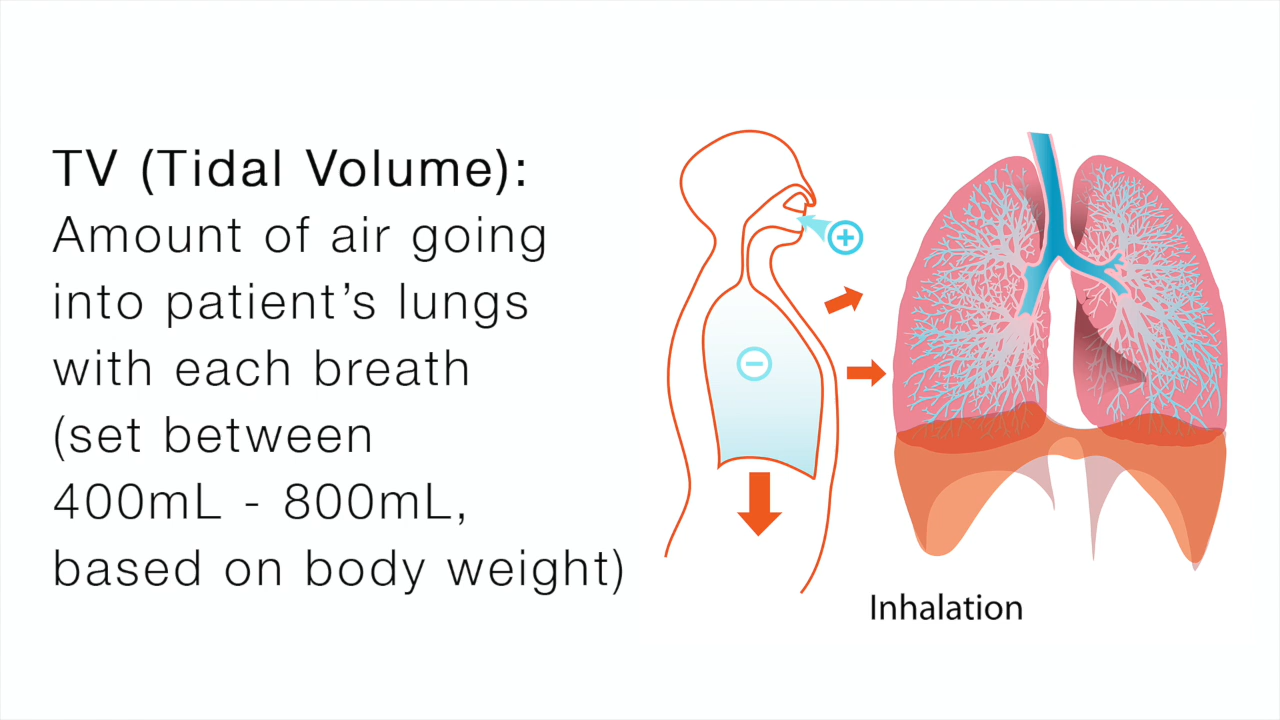 TV (Tidal Volume):
Amount of air going
into patient’s lungs
with each breath
(set between
400mL - 800mL,
based on body weight)
+
−
Inhalation